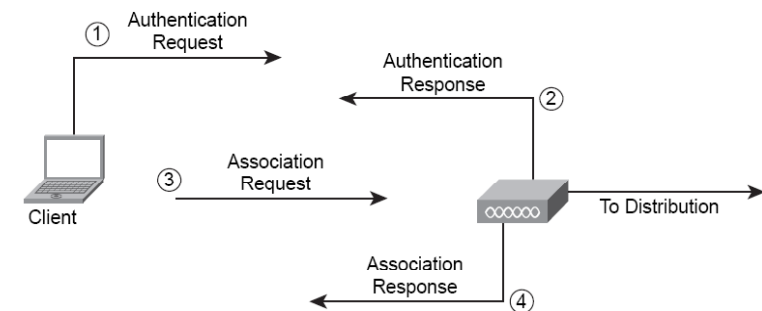 ① Authentication
Request
Authentication
Response
②
③ Association
Request
Client
To Distribution
Association
Response
④